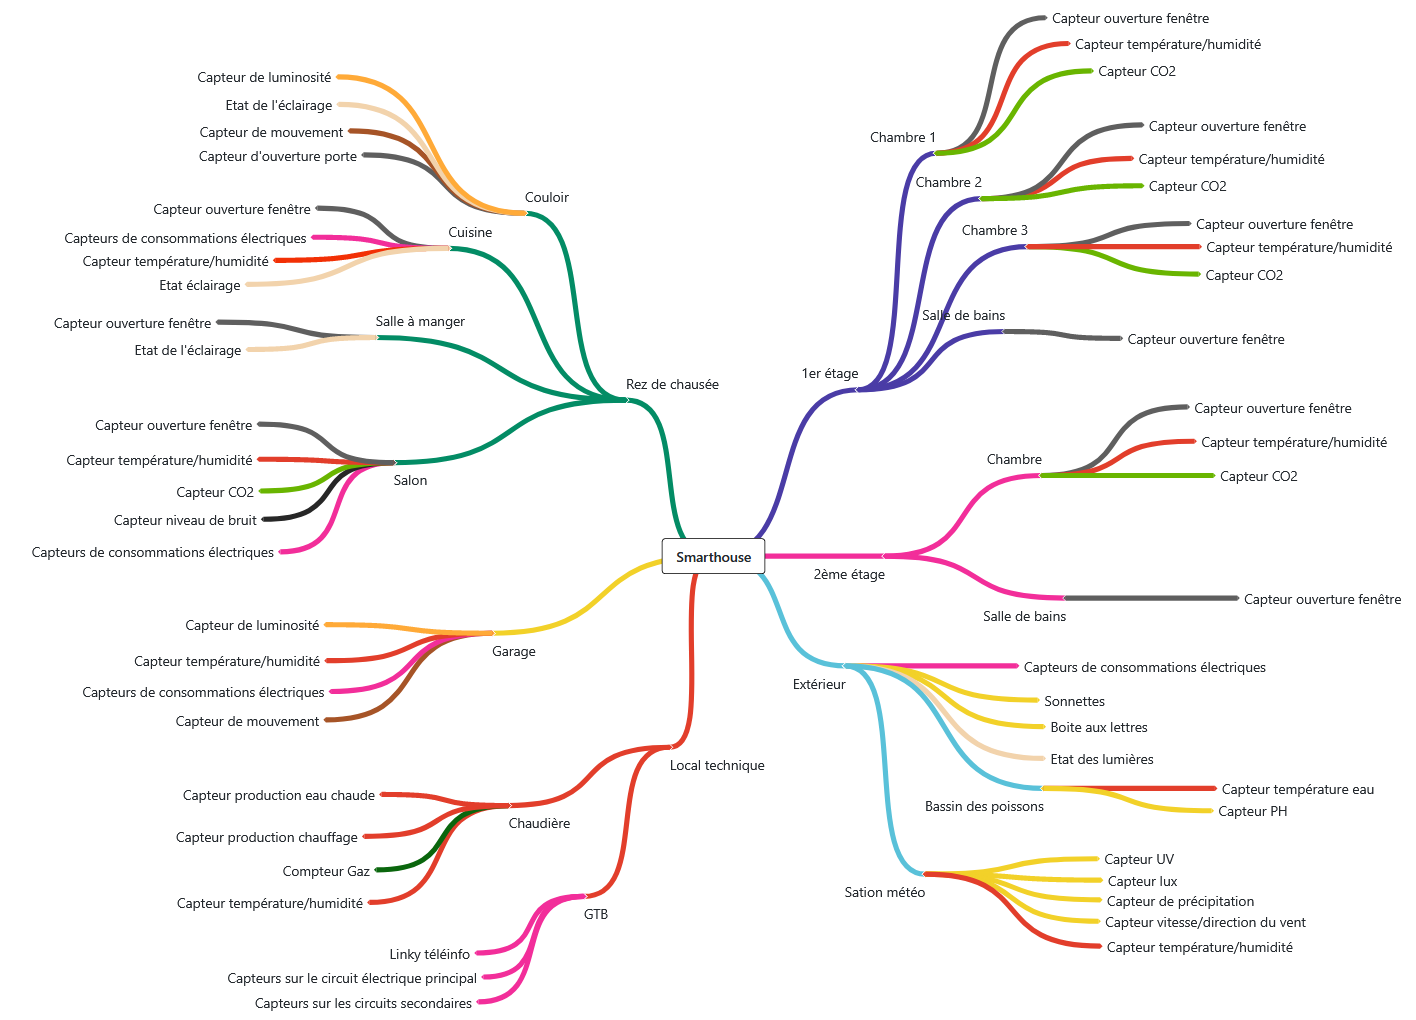 Smarthouse
Rez de chausée
Couloir
Capteur de luminosité
Etat de l'éclairage
Capteur de mouvement
Capteur d'ouverture porte
Cuisine
Capteur ouverture fenêtre
Capteurs de consommations électriques
Capteur température/humidité
Etat éclairage
Salle à manger
Capteur ouverture fenêtre
Etat de l'éclairage
Salon
Capteur ouverture fenêtre
Capteur température/humidité
Capteur CO2
Capteur niveau de bruit
Capteurs de consommations électriques
Garage
Capteur de luminosité
Capteur température/humidité
Capteurs de consommations électriques
Capteur de mouvement
Local technique
Chaudière
Capteur production eau chaude
Capteur production chauffage
Compteur Gaz
Capteur température/humidité
GTB
Linky téléinfo
Capteurs sur le circuit électrique principal
Capteurs sur les circuits secondaires
1er étage
Chambre 1
Capteur ouverture fenêtre
Capteur température/humidité
Capteur CO2
Chambre 2
Capteur ouverture fenêtre
Capteur température/humidité
Capteur CO2
Chambre 3
Capteur ouverture fenêtre
Capteur température/humidité
Capteur CO2
Salle de bains
Capteur ouverture fenêtre
2ème étage
Chambre
Capteur ouverture fenêtre
Capteur température/humidité
Capteur CO2
Salle de bains
Capteur ouverture fenêtre
Extérieur
Capteurs de consommations électriques
Sonnettes
Boite aux lettres
Etat des lumières
Bassin des poissons
Capteur température eau
Capteur PH
Sation météo
Capteur UV
Capteur lux
Capteur de précipitation
Capteur vitesse/direction du vent
Capteur température/humidité